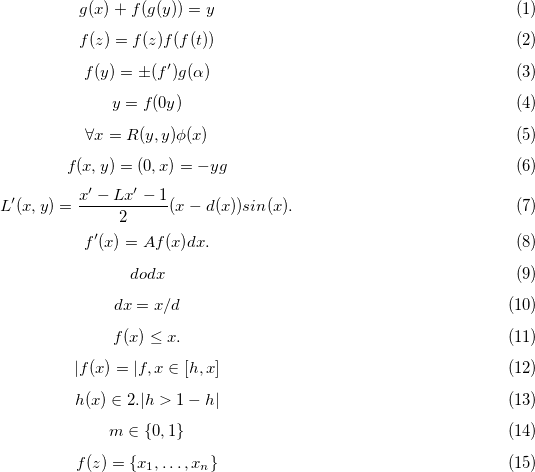 g(x) + f(g(y)) = y (1)
f(z) = f(z)f(f(t)) (2)
f(y) = ±(f′)g(α) (3)
y = f(0y) (4)
∀x = R(y, y)ϕ(x) (5)
f(x, y) = (0, x) = −yg (6)
L′(x, y) = \frac{x′ − Lx′ − 1}{2}(x − d(x))sin(x). (7)
f′(x) = Af(x)dx. (8)
dodx (9)
dx = x/d (10)
f(x) ≤ x. (11)
|f(x) = |f, x ∈ [h, x] (12)
h(x) ∈ 2.|h > 1 − h| (13)
m ∈ {0, 1} (14)
f(z) = {x₁, . . . , xₙ} (15)